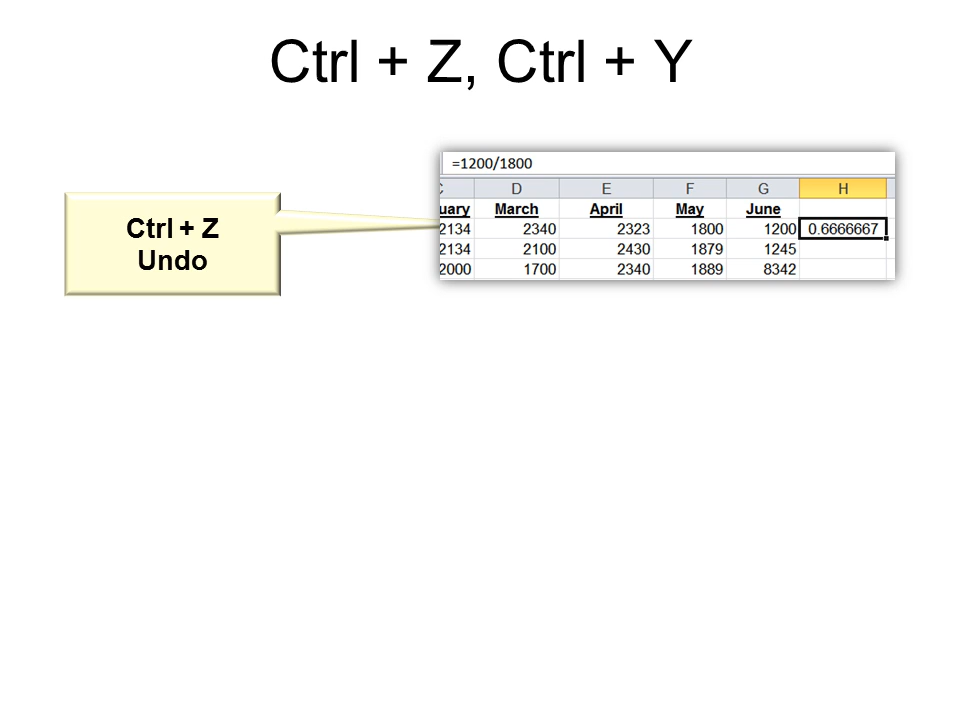 Ctrl + Z, Ctrl + Y
Ctrl + Z
Undo
=1200/1800
C D E F G H
uary March April May June
2134 2340 2323 1800 1200 0.6666667
2134 2100 2430 1879 1245
2000 1700 2340 1889 8342